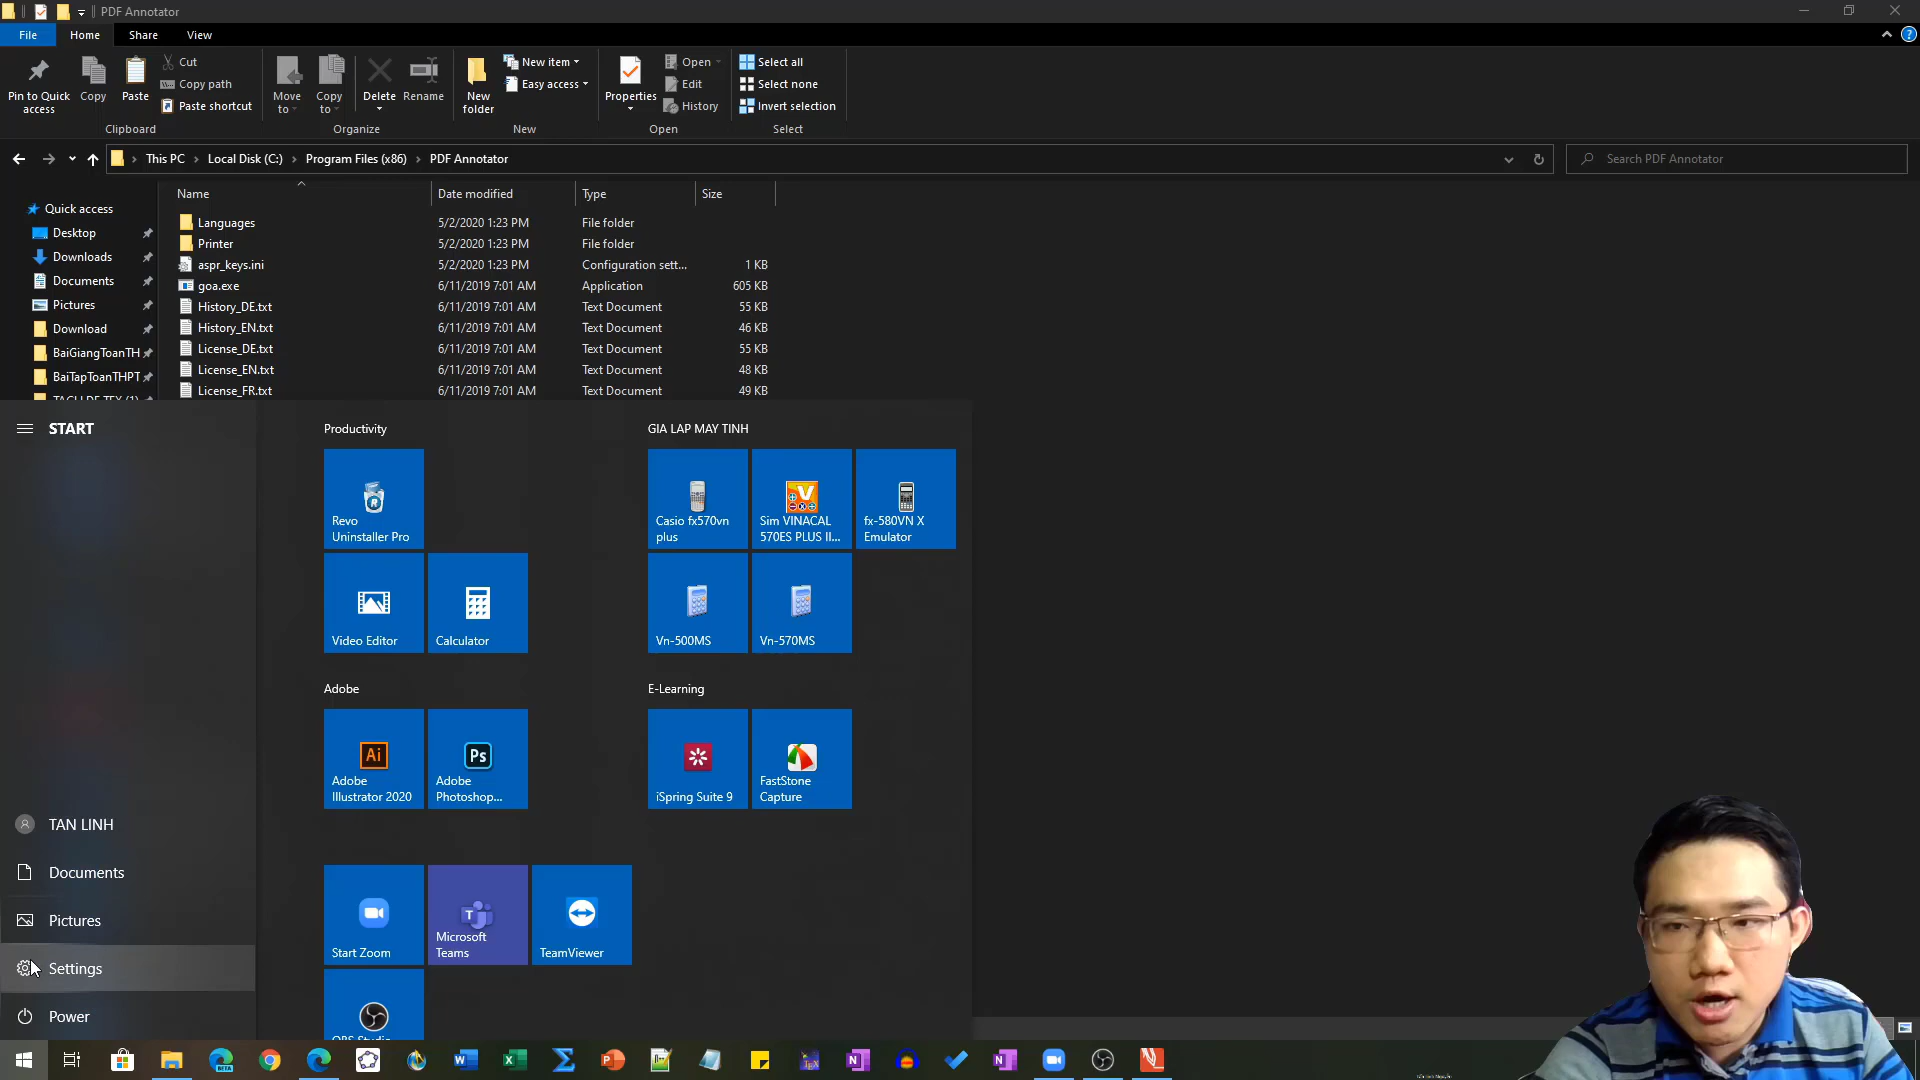 PDF Annotator
File Home Share View
Pin to Quick access
Copy
Paste
Cut
Copy path
Paste shortcut
Clipboard
Move to
Copy to
Delete
Rename
Organize
New folder
New item
Easy access
New
Properties
Open
Edit
History
Open
Select all
Select none
Invert selection
Select
This PC > Local Disk (C:) > Program Files (x86) > PDF Annotator
Search PDF Annotator
Name Date modified Type Size
Quick access
Desktop
Downloads
Documents
Pictures
Download
BaiGiangToanTH
BaiTapToanTHPT
Languages 5/2/2020 1:23 PM File folder
Printer 5/2/2020 1:23 PM File folder
aspr_keys.ini 5/2/2020 1:23 PM Configuration sett... 1 KB
goa.exe 6/11/2019 7:01 AM Application 605 KB
History_DE.txt 6/11/2019 7:01 AM Text Document 55 KB
History_EN.txt 6/11/2019 7:01 AM Text Document 46 KB
License_DE.txt 6/11/2019 7:01 AM Text Document 55 KB
License_EN.txt 6/11/2019 7:01 AM Text Document 48 KB
License_FR.txt 6/11/2019 7:01 AM Text Document 49 KB
START
TAN LINH
Documents
Pictures
Settings
Power
Productivity
Revo Uninstaller Pro
Video Editor
Calculator
Adobe
Adobe Illustrator 2020
Adobe Photoshop...
Start Zoom
Microsoft Teams
TeamViewer
OBS Studio
GIA LAP MAY TINH
Casio fx570vn plus
Sim VINACAL 570ES PLUS II...
fx-580VN X Emulator
Vn-500MS
Vn-570MS
E-Learning
iSpring Suite 9
FastStone Capture